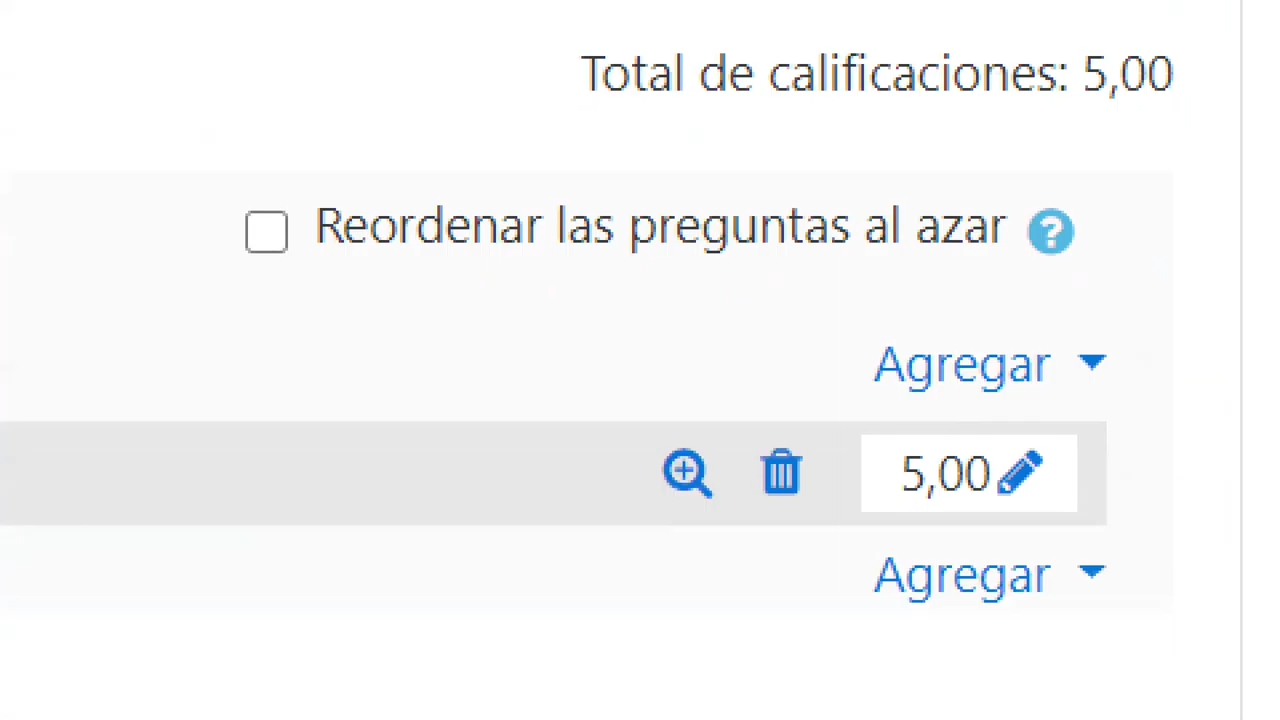 Total de calificaciones: 5,00
Reordenar las preguntas al azar
Agregar
5,00
Agregar